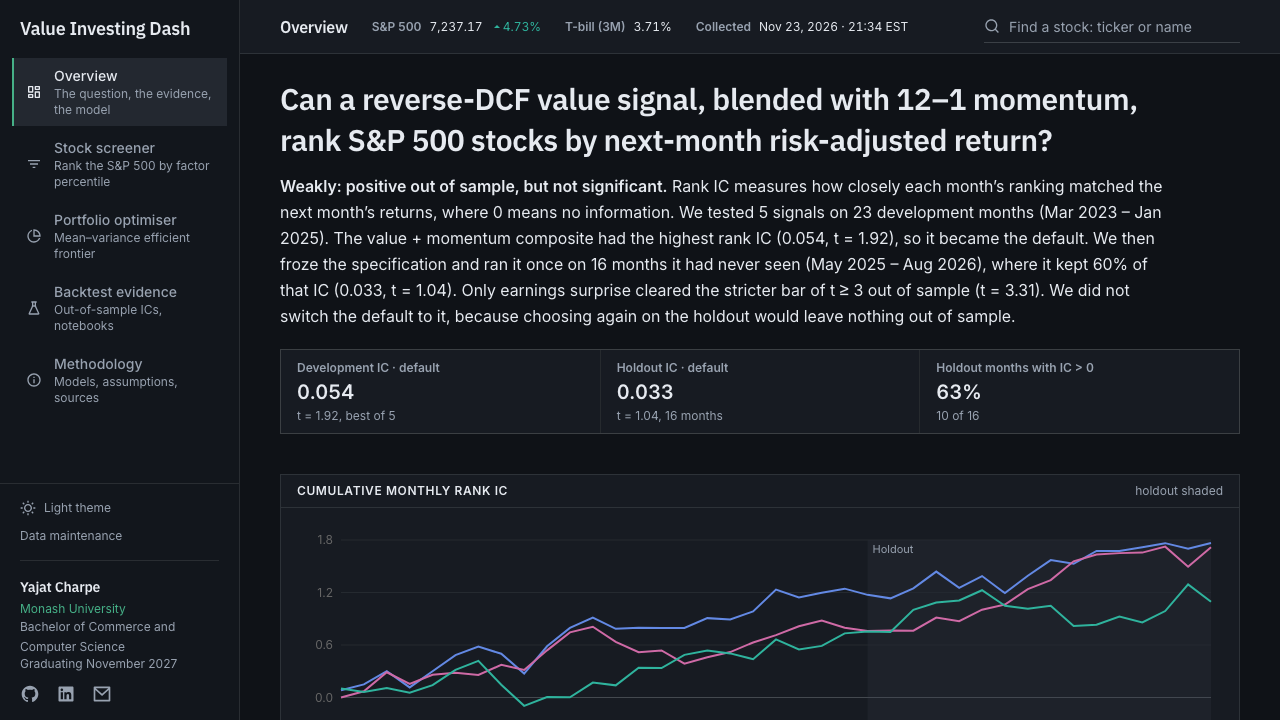 Value Investing Dash
Overview
The question, the evidence,
the model
Stock screener
Rank the S&P 500 by factor
percentile
Portfolio optimiser
Mean–variance efficient
frontier
Backtest evidence
Out-of-sample ICs,
notebooks
Methodology
Models, assumptions,
sources
Light theme
Data maintenance
Yajat Charpe
Monash University
Bachelor of Commerce and
Computer Science
Graduating November 2027
Overview S&P 500 7,237.17 4.73% T-bill (3M) 3.71% Collected Nov 23, 2026 · 21:34 EST Find a stock: ticker or name
Can a reverse-DCF value signal, blended with 12–1 momentum,
rank S&P 500 stocks by next-month risk-adjusted return?
Weakly: positive out of sample, but not significant. Rank IC measures how closely each month’s ranking matched the
next month’s returns, where 0 means no information. We tested 5 signals on 23 development months (Mar 2023 – Jan
2025). The value + momentum composite had the highest rank IC (0.054, t = 1.92), so it became the default. We then
froze the specification and ran it once on 16 months it had never seen (May 2025 – Aug 2026), where it kept 60% of
that IC (0.033, t = 1.04). Only earnings surprise cleared the stricter bar of t ≥ 3 out of sample (t = 3.31). We did not
switch the default to it, because choosing again on the holdout would leave nothing out of sample.
Development IC · default
0.054
t = 1.92, best of 5
Holdout IC · default
0.033
t = 1.04, 16 months
Holdout months with IC > 0
63%
10 of 16
CUMULATIVE MONTHLY RANK IC holdout shaded
1.8
Holdout
1.2
0.6
0.0